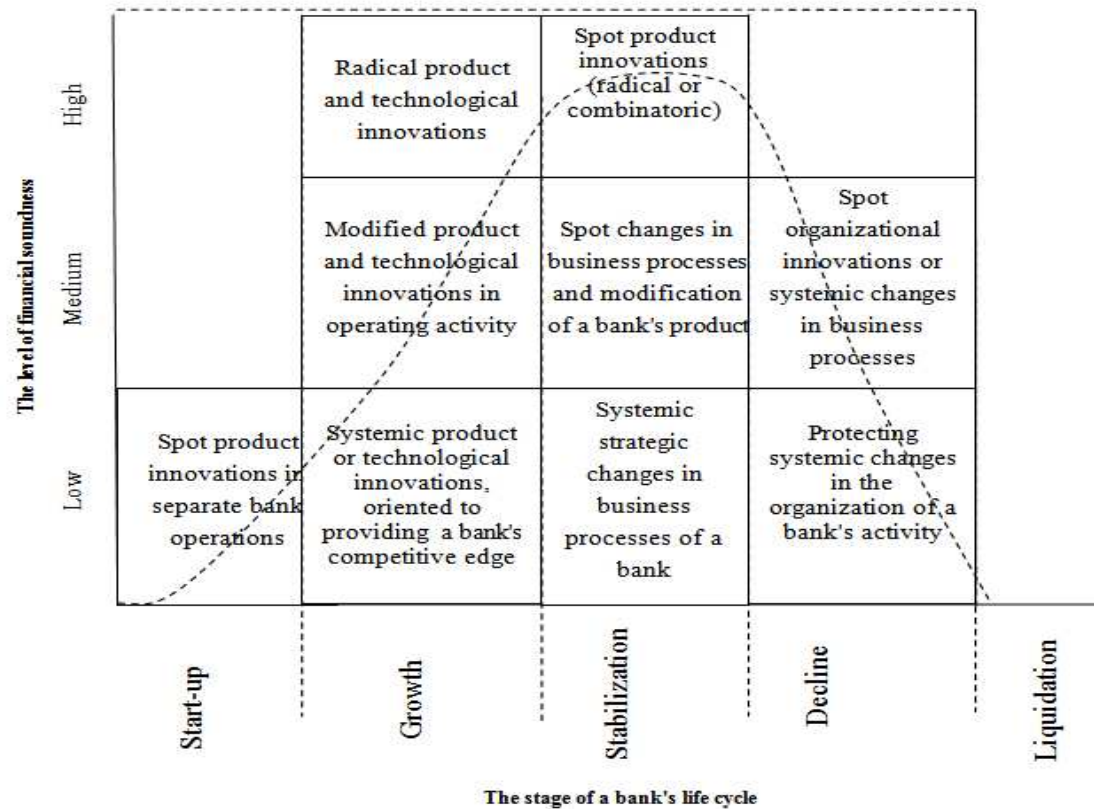 The level of financial soundness
High
Medium
Low
Radical product
and technological
innovations
Spot product
innovations
(radical or
combinatoric)
Modified product
and technological
innovations in
operating activity
Spot changes in
business processes
and modification
of a bank's product
Spot
organizational
innovations or
systemic changes
in business
processes
Spot product
innovations in
separate bank
operations
Systemic product
or technological
innovations,
oriented to
providing a bank's
competitive edge
Systemic
strategic
changes in
business
processes of a
bank
Protecting
systemic changes
in the
organization of a
bank's activity
Start-up
Growth
Stabilization
Decline
Liquidation
The stage of a bank's life cycle